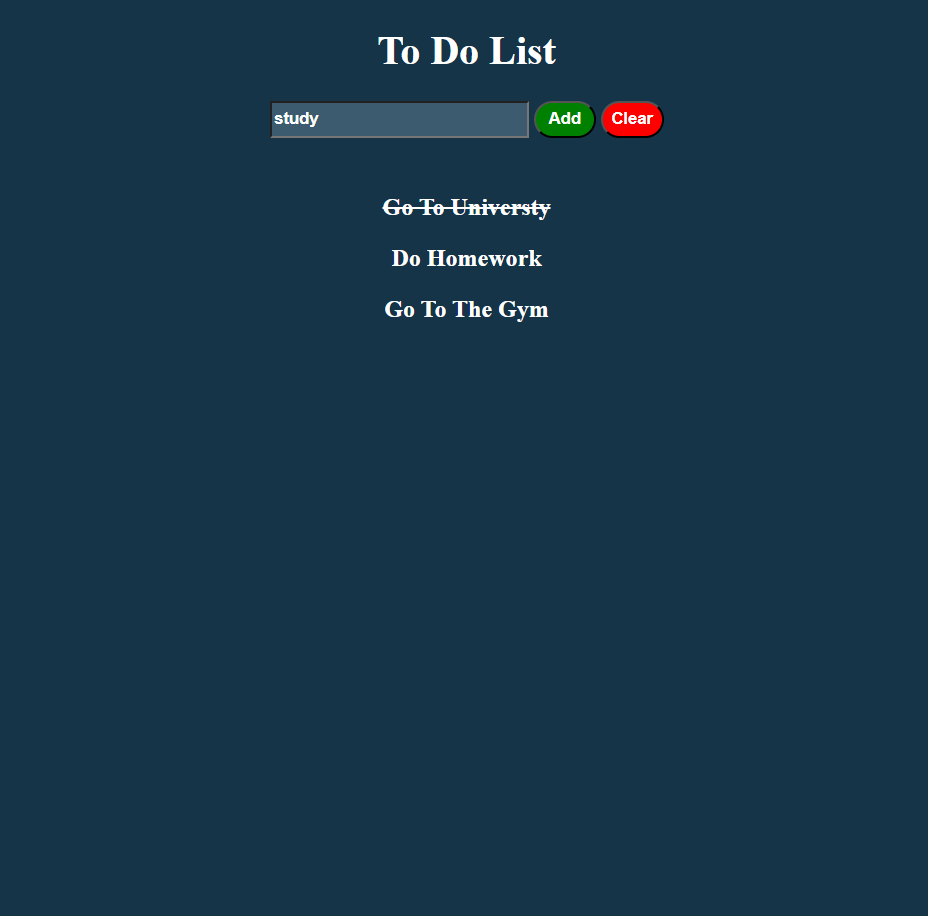 To Do List
study Add Clear
Go To Universty
Do Homework
Go To The Gym